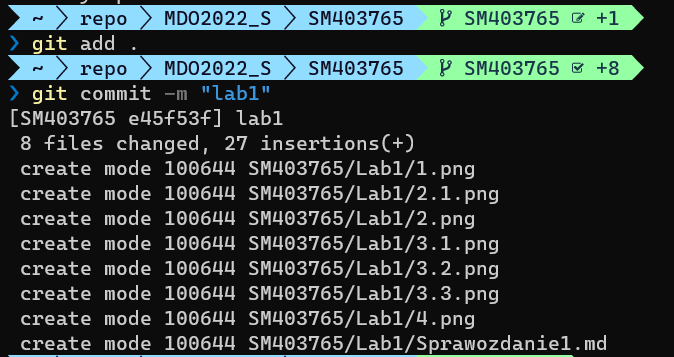 ~ repo MDO2022_S SM403765 SM403765 +1
❯ git add .
~ repo MDO2022_S SM403765 SM403765 +8
❯ git commit -m "lab1"
[SM403765 e45f53f] lab1
 8 files changed, 27 insertions(+)
 create mode 100644 SM403765/Lab1/1.png
 create mode 100644 SM403765/Lab1/2.1.png
 create mode 100644 SM403765/Lab1/2.png
 create mode 100644 SM403765/Lab1/3.1.png
 create mode 100644 SM403765/Lab1/3.2.png
 create mode 100644 SM403765/Lab1/3.3.png
 create mode 100644 SM403765/Lab1/4.png
 create mode 100644 SM403765/Lab1/Sprawozdanie1.md